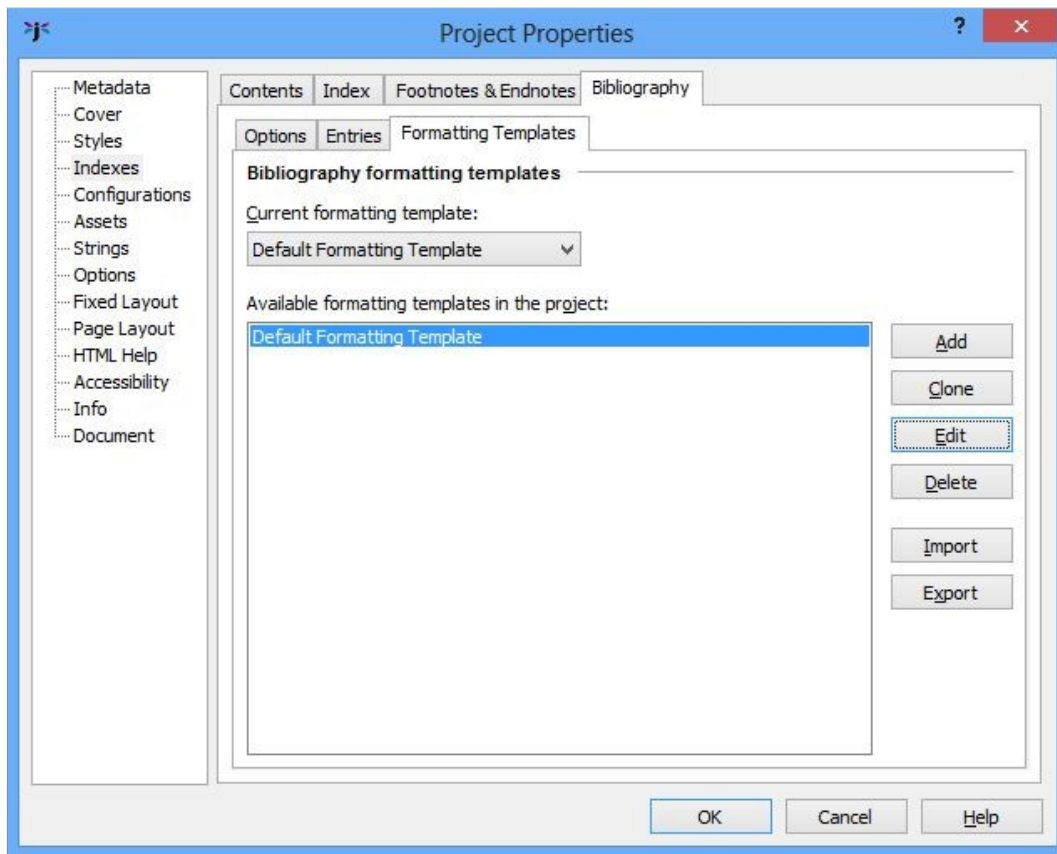 Project Properties
?
Metadata
Cover
Styles
Indexes
Configurations
Assets
Strings
Options
Fixed Layout
Page Layout
HTML Help
Accessibility
Info
Document
Contents Index Footnotes & Endnotes Bibliography
Options Entries Formatting Templates
Bibliography formatting templates
Current formatting template:
Default Formatting Template
Available formatting templates in the project:
Default Formatting Template
Add
Clone
Edit
Delete
Import
Export
OK Cancel Help